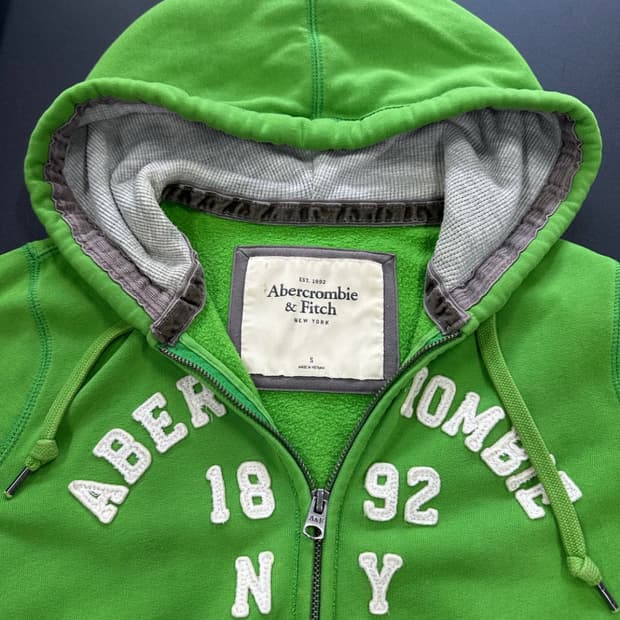 EST. 1892
Abercrombie
& Fitch
NEW YORK
S
MADE IN VIETNAM
ABER OMBIE
18 92
N Y
A&F